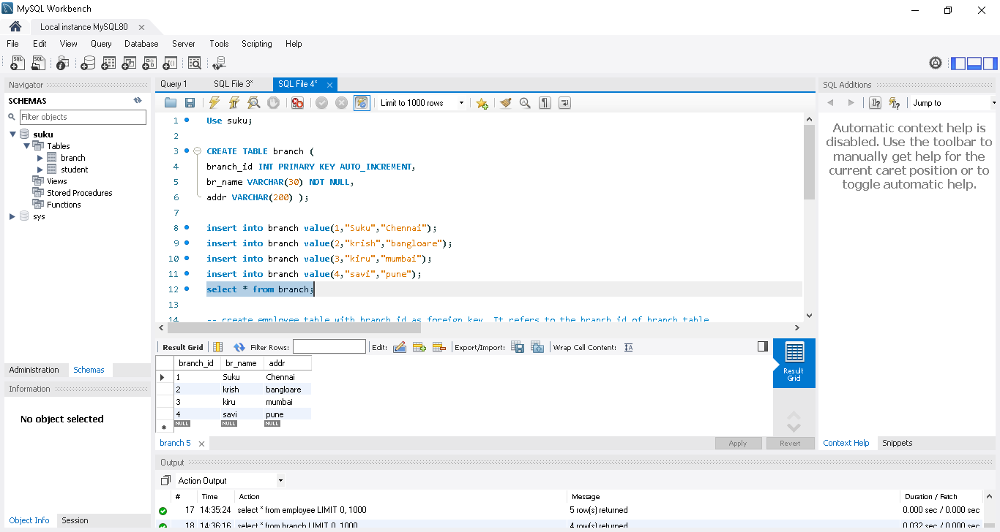 MySQL Workbench
Local instance MySQL80
File Edit View Query Database Server Tools Scripting Help
Navigator
SCHEMAS
Filter objects
suku
Tables
branch
student
Views
Stored Procedures
Functions
sys
Administration Schemas
Information
No object selected
Object Info Session
Query 1 SQL File 3* SQL File 4*
Limit to 1000 rows
1 Use suku;
2
3 CREATE TABLE branch (
4 branch_id INT PRIMARY KEY AUTO_INCREMENT,
5 br_name VARCHAR(30) NOT NULL,
6 addr VARCHAR(200) );
7
8 insert into branch value(1,"Suku","Chennai");
9 insert into branch value(2,"krish","bangloare");
10 insert into branch value(3,"kiru","mumbai");
11 insert into branch value(4,"savi","pune");
12 select * from branch;
13
14 -- create employee table with branch_id as foreign key. It refers to the branch_id of branch table
Result Grid Filter Rows: Edit: Export/Import: Wrap Cell Content:
branch_id br_name addr
1 Suku Chennai
2 krish bangloare
3 kiru mumbai
4 savi pune
NULL NULL NULL
Result
Grid
branch 5
Apply Revert
Output
Action Output
# Time Action Message Duration / Fetch
17 14:35:24 select * from employee LIMIT 0, 1000 5 row(s) returned 0.000 sec / 0.000 sec
18 14:36:16 select * from branch LIMIT 0, 1000 4 row(s) returned 0.032 sec / 0.000 sec
SQL Additions
Jump to
Automatic context help is
disabled. Use the toolbar to
manually get help for the
current caret position or to
toggle automatic help.
Context Help Snippets